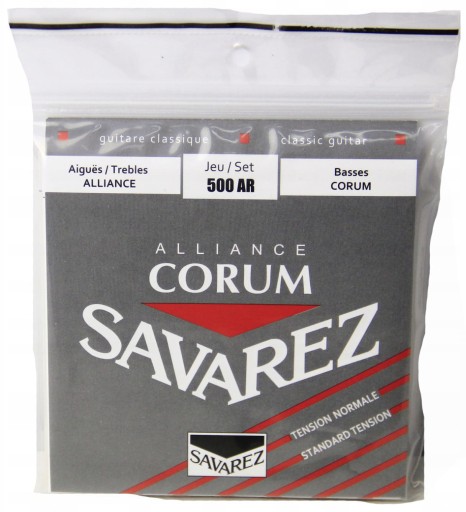 guitare classique
classic guitar
Aiguës / Trebles
ALLIANCE
Jeu / Set
500 AR
Basses
CORUM
ALLIANCE
CORUM
SAVAREZ
TENSION NORMALE
STANDARD TENSION
SAVAREZ